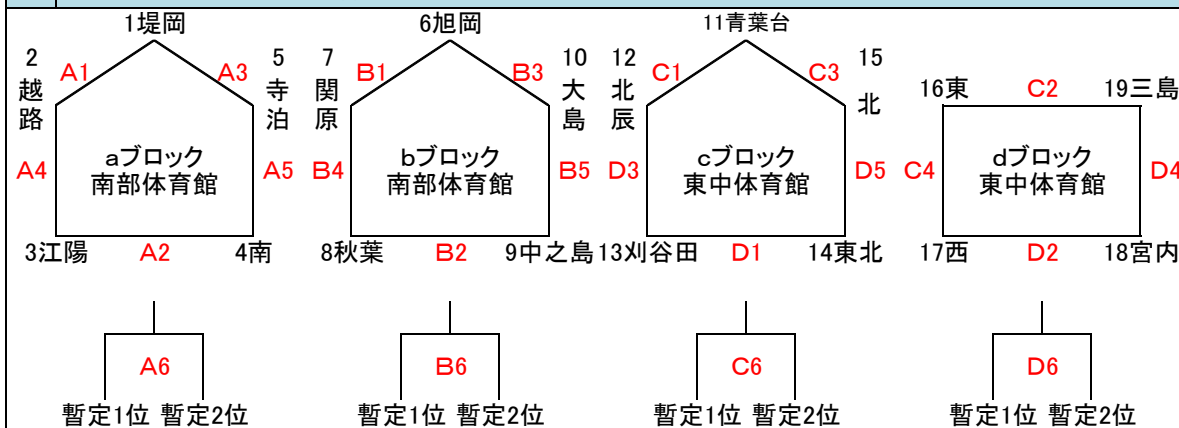 1堤岡 6旭岡 11青葉台
2 越路 A1 A3 5 寺泊 7 関原 B1 B3 10 大島 12 北辰 C1 C3 15 北 16東 C2 19三島
A4 aブロック A5 B4 bブロック B5 D3 cブロック D5 C4 dブロック D4
南部体育館 南部体育館 東中体育館 東中体育館
3江陽 A2 4南 8秋葉 B2 9中之島 13刈谷田 D1 14東北 17西 D2 18宮内
A6 B6 C6 D6
暫定1位 暫定2位 暫定1位 暫定2位 暫定1位 暫定2位 暫定1位 暫定2位